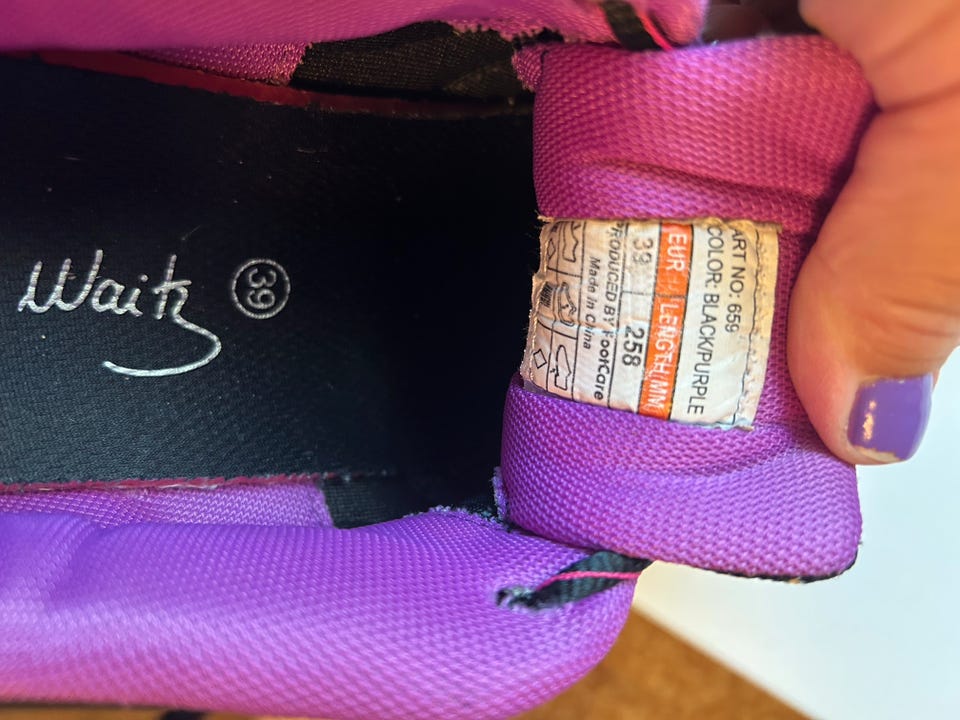 Waitz
39
ART NO: 659
COLOR: BLACK/PURPLE
EUR LENGTH/MM
39 258
PRODUCED BY FootCare
Made in China